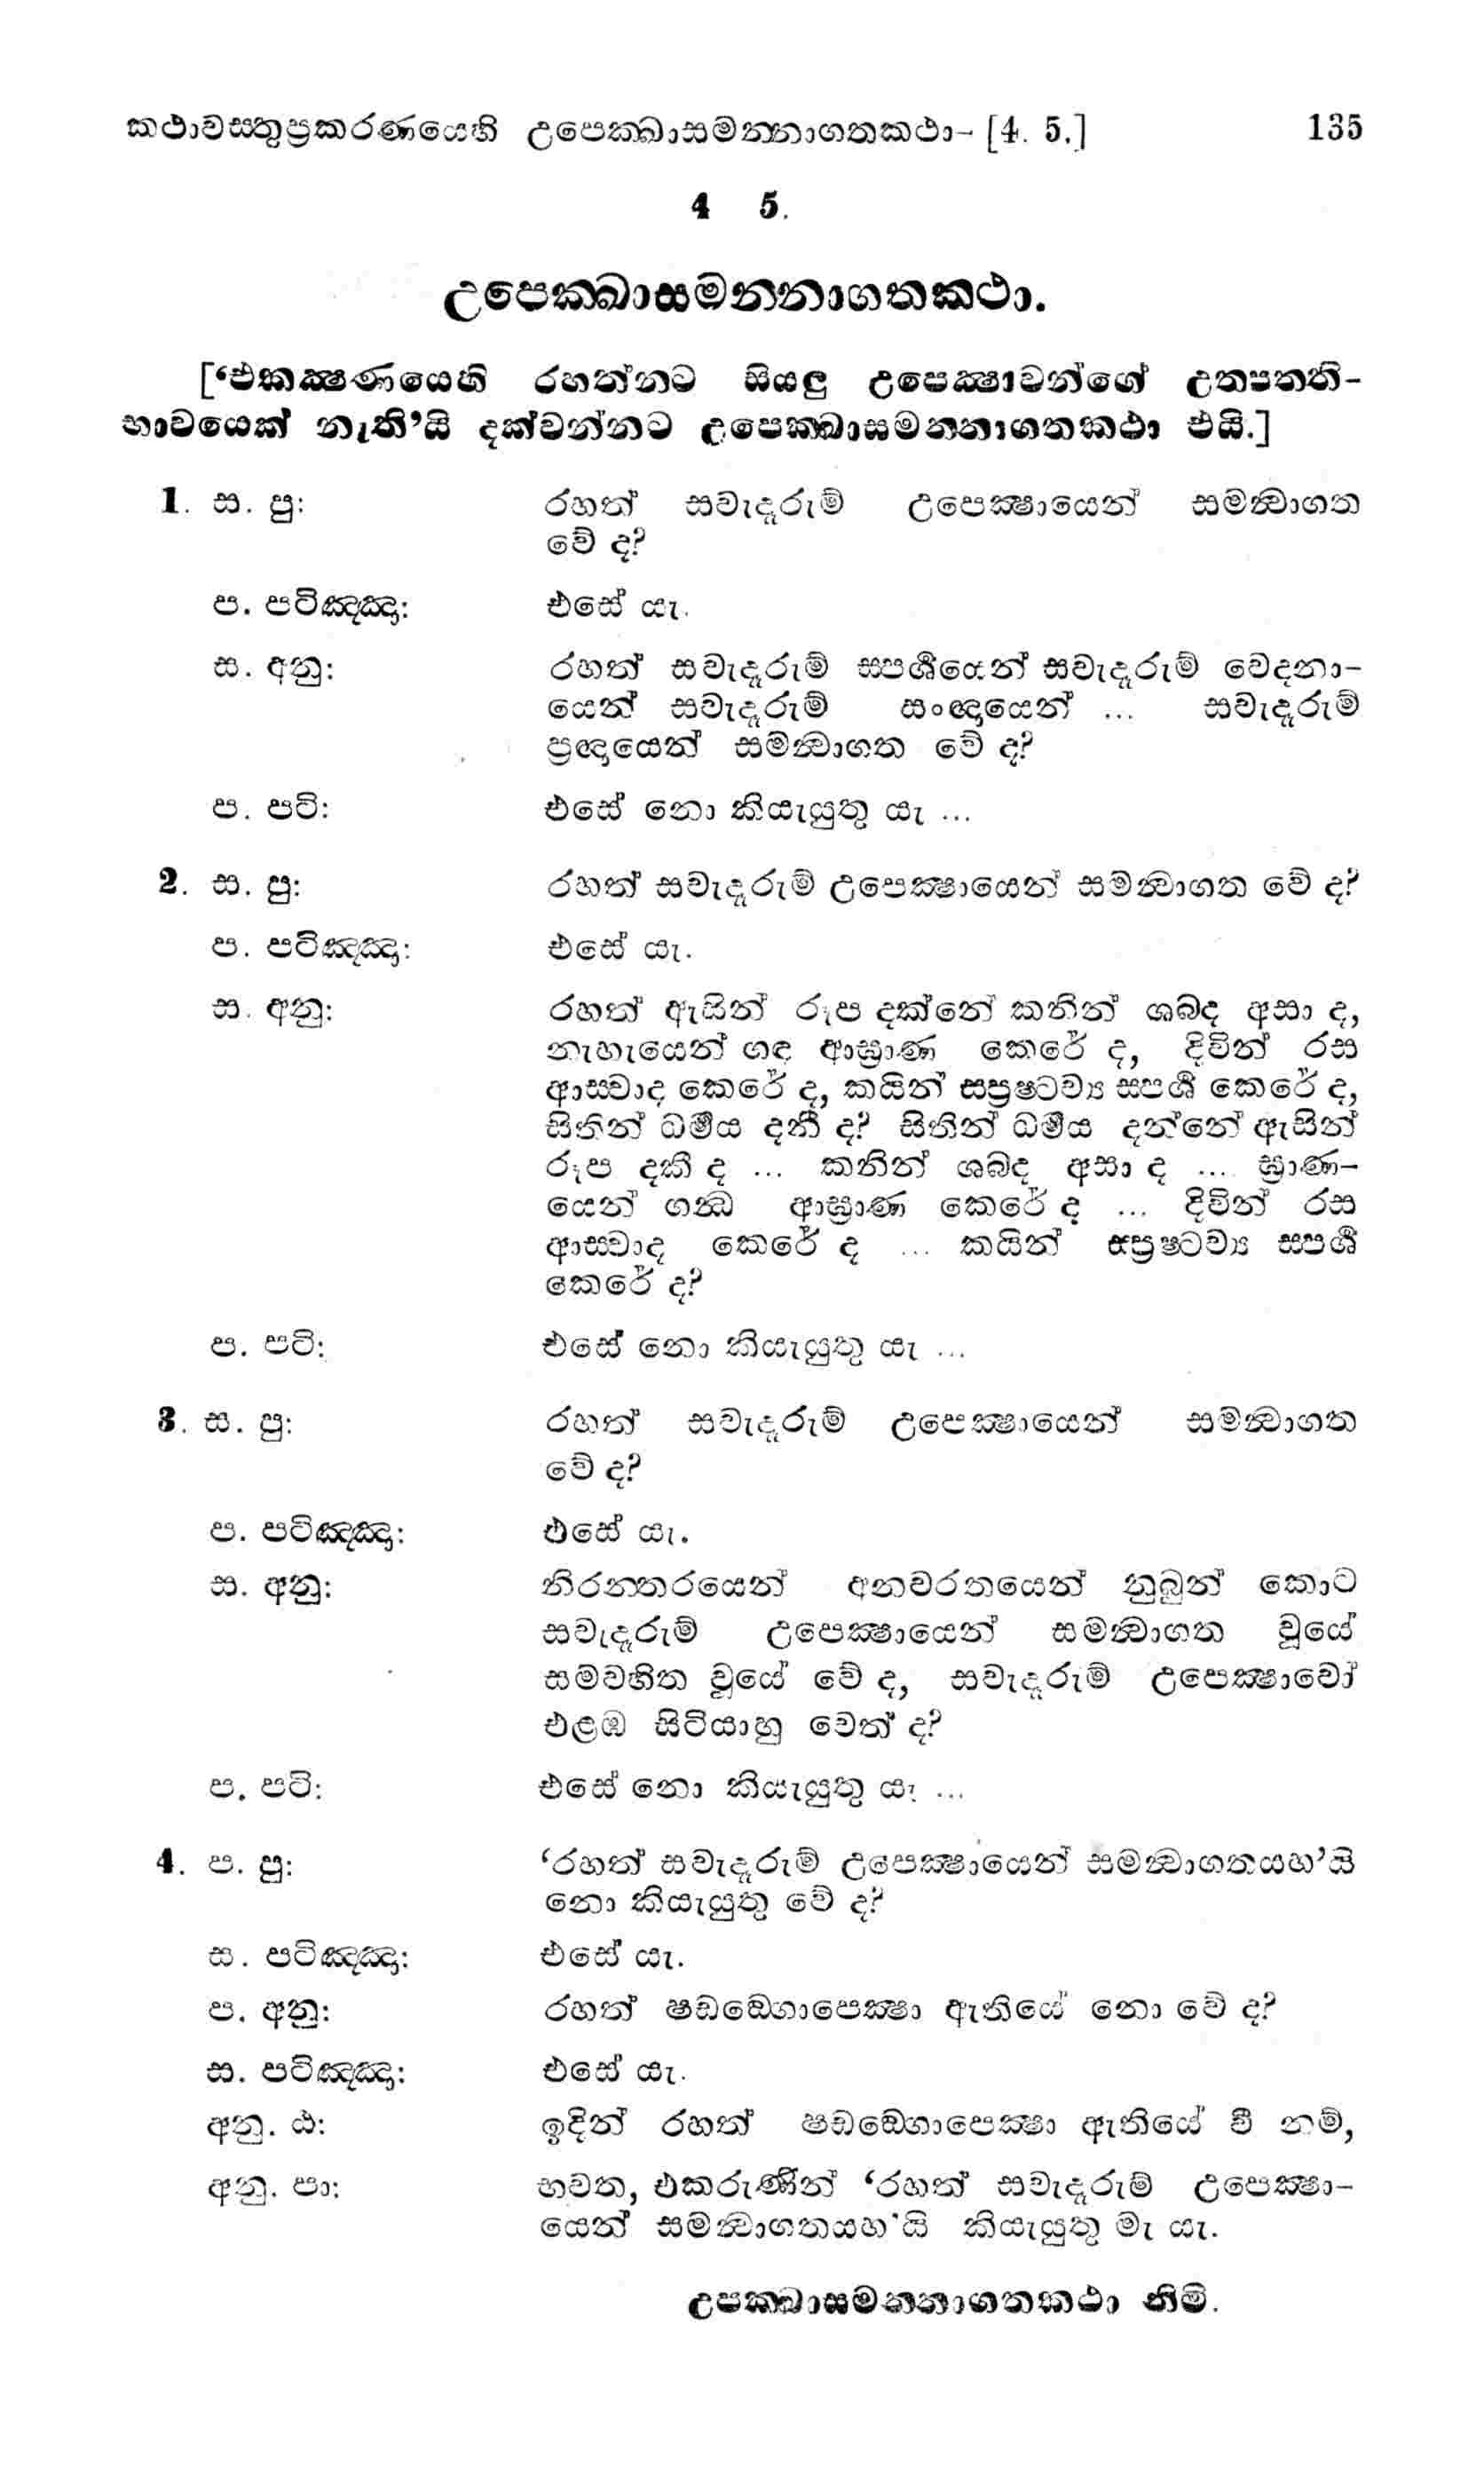 කථාවස්තුප්‍රකරණයෙහි උපෙක්ඛාසමන්නාගතකථා- [4. 5.] 135
4 5.
උපෙක්ඛාසමන්නාගතකථා.
[‘එකක්‍ෂණයෙහි රහත්නට සියලු උපෙක්‍ෂාවන්ගේ උත්පත්ති-
භාවයෙක් නැති’යි දක්වන්නට උපෙක්ඛාසමන්නාගතකථා එයි.]
1. ස. පු: රහත් සවැදෑරුම් උපෙක්‍ෂායෙන් සමන්‍වාගත
වේ ද?
ප. පටිඤ්ඤා: එසේ යැ.
ස. අනු: රහත් සවැදෑරුම් ස්පර්‍ශයෙන් සවැදෑරුම් වේදනා-
යෙන් සවැදෑරුම් සංඥායෙන් ... සවැදෑරුම්
ප්‍රඥායෙන් සමන්‍වාගත වේ ද?
ප. පටි: එසේ නො කියැයුතු යැ ...
2. ස. පු: රහත් සවැදෑරුම් උපෙක්‍ෂායෙන් සමන්‍වාගත වේ ද?
ප. පටිඤ්ඤා: එසේ යැ.
ස. අනු: රහත් ඇසින් රූප දක්නේ කනින් ශබ්ද අසා ද,
නැහැයෙන් ගඳ ආඝ්‍රාණ කෙරේ ද, දිවින් රස
ආස්වාද කෙරේ ද, කයින් ස්ප්‍රෂ්ටව්‍ය ස්පර්‍ශ කෙරේ ද,
සිතින් ධර්‍මය දනී ද? සිතින් ධර්‍මය දන්නේ ඇසින්
රූප දකී ද ... කනින් ශබ්ද අසා ද ... ඝ්‍රාණ-
යෙන් ගන්‍ධ ආඝ්‍රාණ කෙරේ ද ... දිවින් රස
ආස්වාද කෙරේ ද ... කයින් ස්ප්‍රෂ්ටව්‍ය ස්පර්‍ශ
කෙරේ ද?
ප. පටි: එසේ නො කියැයුතු යැ ...
3. ස. පු: රහත් සවැදෑරුම් උපෙක්‍ෂායෙන් සමන්‍වාගත
වේ ද?
ප. පටිඤ්ඤා: එසේ යැ.
ස. අනු: නිරන්තරයෙන් අනවරතයෙන් නුබුන් කොට
සවැදෑරුම් උපෙක්‍ෂායෙන් සමන්‍වාගත වූයේ
සමවහිත වූයේ වේ ද, සවැදෑරුම් උපෙක්‍ෂාවෝ
එළඹ සිටියාහු වෙත් ද?
ප. පටි: එසේ නො කියැයුතු යැ ...
4. ප. පු: ‘රහත් සවැදෑරුම් උපෙක්‍ෂායෙන් සමන්‍වාගතයහ’යි
නො කියැයුතු වේ ද?
ස. පටිඤ්ඤා: එසේ යැ.
ප. අනු: රහත් ෂඩඞ්ගොපෙක්‍ෂා ඇතියේ නො වේ ද?
ස. පටිඤ්ඤා: එසේ යැ.
අනු. ඨ: ඉදින් රහත් ෂඩඞ්ගොපෙක්‍ෂා ඇතියේ වී නම්,
අනු. පා: භවත, එකරුණින් ‘රහත් සවැදෑරුම් උපෙක්‍ෂා-
යෙන් සමන්‍වාගතයහ’යි කියැයුතු මැ යැ.
උපක්ඛාසමන්නාගතකථා නිමි.